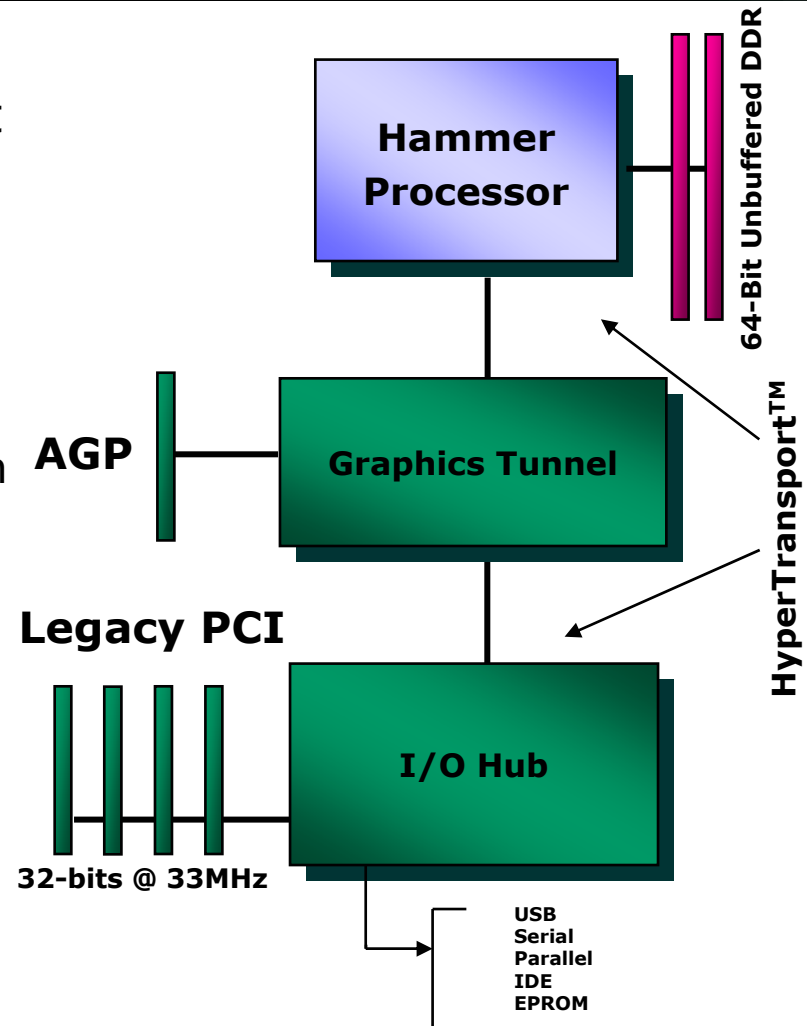 Hammer
Processor
64-Bit Unbuffered DDR
AGP
Graphics Tunnel
HyperTransport™
Legacy PCI
I/O Hub
32-bits @ 33MHz
USB
Serial
Parallel
IDE
EPROM